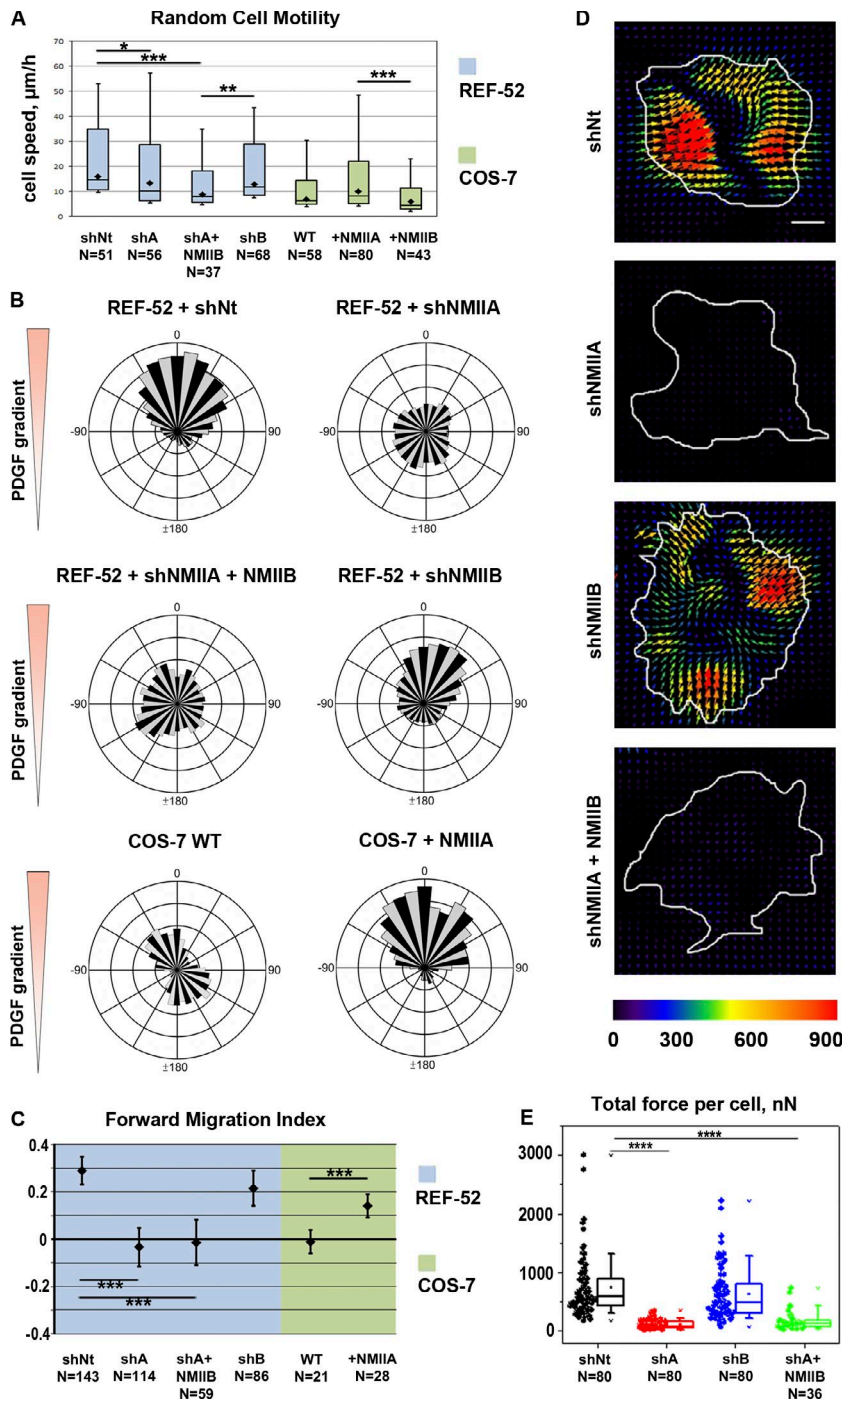 A
Random Cell Motility
cell speed, µm/h
70
60
50
40
30
20
10
0
*
***
**
***
REF-52
COS-7
shNt
N=51
shA
N=56
shA+
NMIIB
N=37
shB
N=68
WT
N=58
+NMIIA
N=80
+NMIIB
N=43
B
REF-52 + shNt
REF-52 + shNMIIA
PDGF gradient
0
-90
90
±180
0
-90
90
±180
REF-52 + shNMIIA + NMIIB
REF-52 + shNMIIB
PDGF gradient
0
-90
90
±180
0
-90
90
±180
COS-7 WT
COS-7 + NMIIA
PDGF gradient
0
-90
90
±180
0
-90
90
±180
C
Forward Migration Index
0.4
0.2
0
-0.2
-0.4
***
***
***
REF-52
COS-7
shNt
N=143
shA
N=114
shA+
NMIIB
N=59
shB
N=86
WT
N=21
+NMIIA
N=28
D
shNt
shNMIIA
shNMIIB
shNMIIA + NMIIB
0 300 600 900
E
Total force per cell, nN
3000
2000
1000
0
****
****
shNt
N=80
shA
N=80
shB
N=80
shA+
NMIIB
N=36